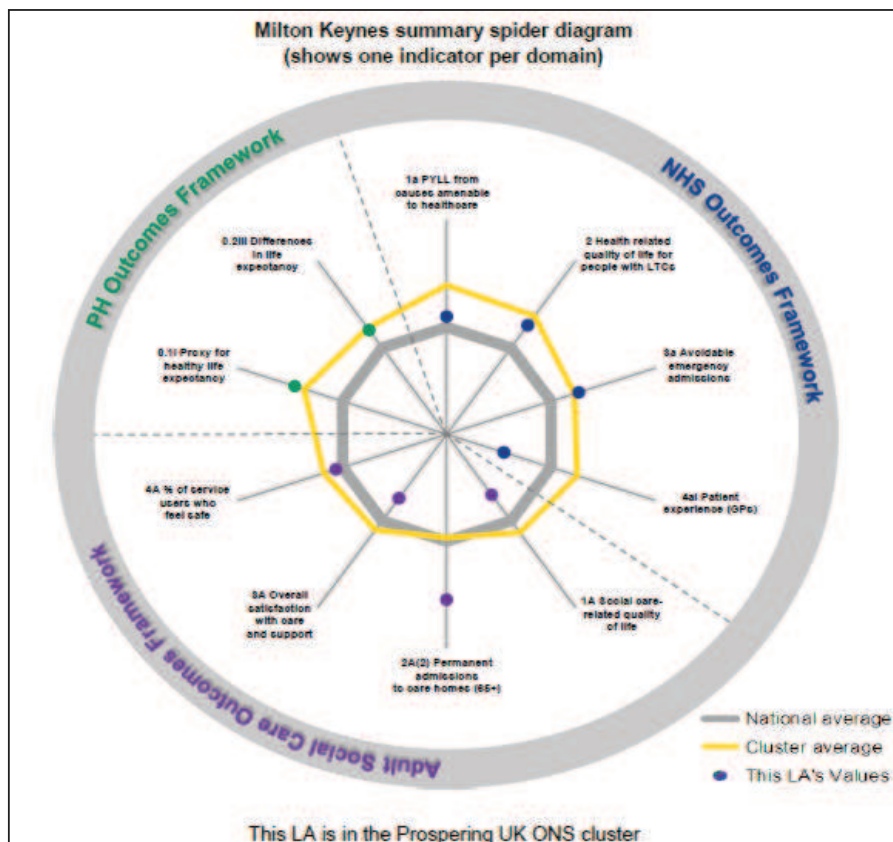 Milton Keynes summary spider diagram
(shows one indicator per domain)
PH Outcomes Framework
NHS Outcomes Framework
1a PYLL from
causes amenable
to healthcare
0.2iii Differences
in life
expectancy
2 Health related
quality of life for
people with LTCs
0.1i Proxy for
healthy life
expectancy
3a Avoidable
emergency
admissions
4A % of service
users who
feel safe
4ai Patient
experience (GPs)
3A Overall
satisfaction
with care
and support
1A Social care-
related quality
of life
2A(2) Permanent
admissions
to care homes (65+)
Adult Social Care Outcomes Framework
National average
Cluster average
This LA's Values
This LA is in the Prospering UK ONS cluster